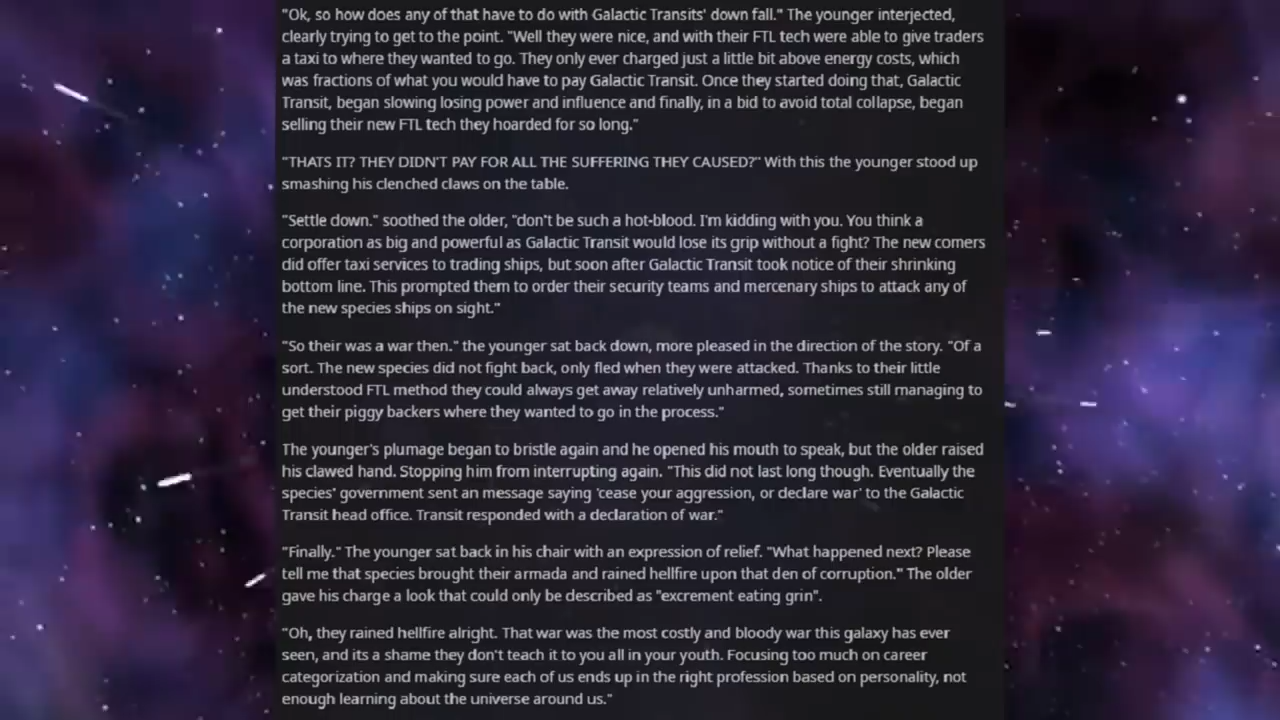 "Ok, so how does any of that have to do with Galactic Transits' down fall." The younger interjected,
clearly trying to get to the point. "Well they were nice, and with their FTL tech were able to give traders
a taxi to where they wanted to go. They only ever charged just a little bit above energy costs, which
was fractions of what you would have to pay Galactic Transit. Once they started doing that, Galactic
Transit, began slowing losing power and influence and finally, in a bid to avoid total collapse, began
selling their new FTL tech they hoarded for so long."
"THATS IT? THEY DIDN'T PAY FOR ALL THE SUFFERING THEY CAUSED?" With this the younger stood up
smashing his clenched claws on the table.
"Settle down." soothed the older, "don't be such a hot-blood. I'm kidding with you. You think a
corporation as big and powerful as Galactic Transit would lose its grip without a fight? The new comers
did offer taxi services to trading ships, but soon after Galactic Transit took notice of their shrinking
bottom line. This prompted them to order their security teams and mercenary ships to attack any of
the new species ships on sight."
"So their was a war then." the younger sat back down, more pleased in the direction of the story. "Of a
sort. The new species did not fight back, only fled when they were attacked. Thanks to their little
understood FTL method they could always get away relatively unharmed, sometimes still managing to
get their piggy backers where they wanted to go in the process."
The younger's plumage began to bristle again and he opened his mouth to speak, but the older raised
his clawed hand. Stopping him from interrupting again. "This did not last long though. Eventually the
species' government sent an message saying 'cease your aggression, or declare war' to the Galactic
Transit head office. Transit responded with a declaration of war."
"Finally." The younger sat back in his chair with an expression of relief. "What happened next? Please
tell me that species brought their armada and rained hellfire upon that den of corruption." The older
gave his charge a look that could only be described as "excrement eating grin".
"Oh, they rained hellfire alright. That war was the most costly and bloody war this galaxy has ever
seen, and its a shame they don't teach it to you all in your youth. Focusing too much on career
categorization and making sure each of us ends up in the right profession based on personality, not
enough learning about the universe around us."